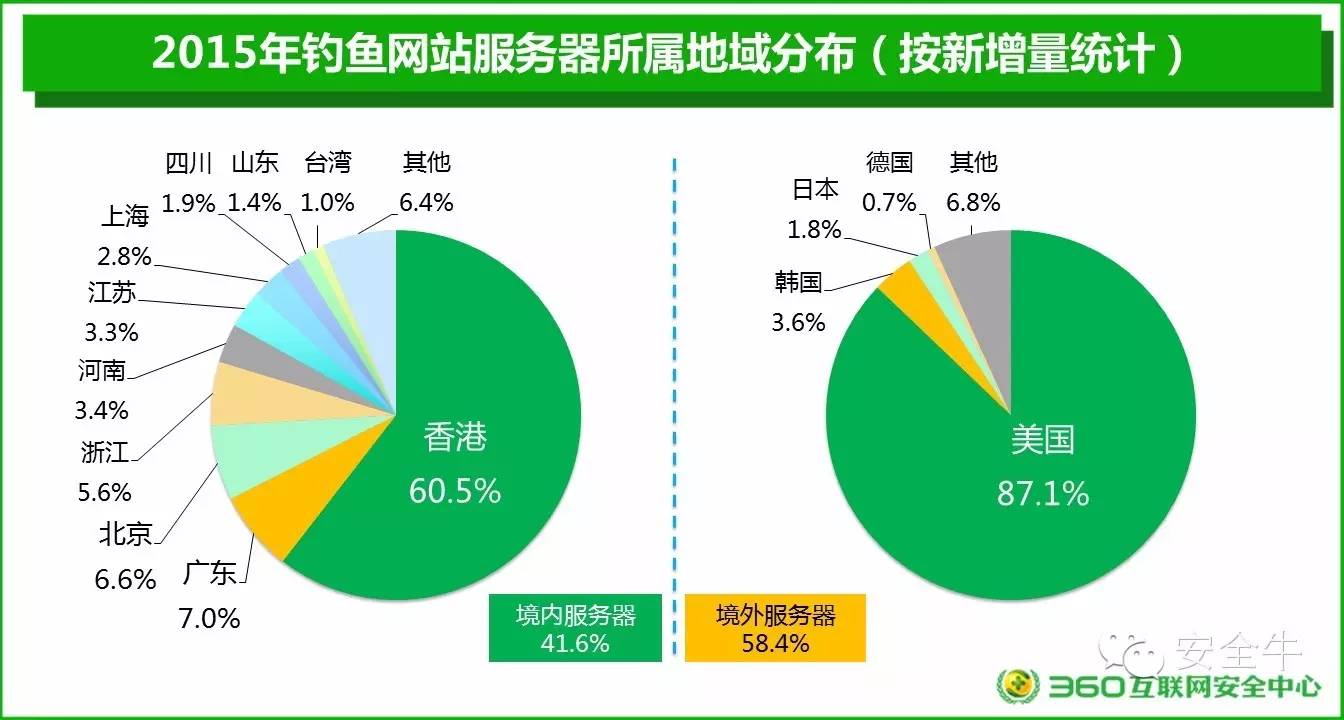 2015年钓鱼网站服务器所属地域分布（按新增量统计）
四川
1.9%
山东
1.4%
台湾
1.0%
其他
6.4%
上海
2.8%
江苏
3.3%
河南
3.4%
浙江
5.6%
北京
6.6%
广东
7.0%
香港
60.5%
境内服务器
41.6%
德国
0.7%
其他
6.8%
日本
1.8%
韩国
3.6%
美国
87.1%
境外服务器
58.4%
安全牛
360互联网安全中心